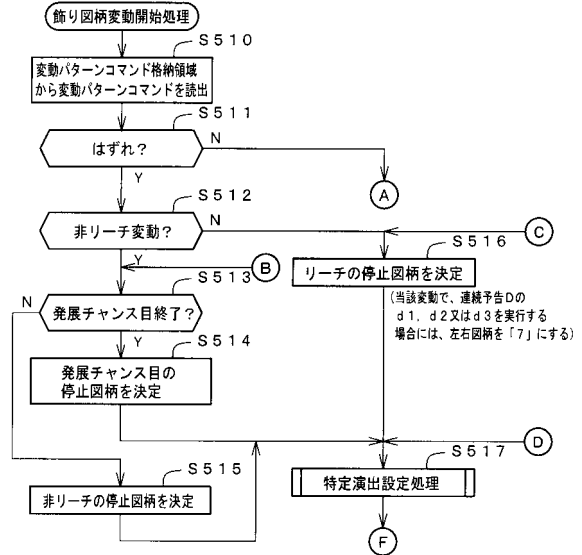 飾り図柄変動開始処理
S510
変動パターンコマンド格納領域
から変動パターンコマンドを読出
S511
はずれ?
N
Y
A
S512
非リーチ変動?
N
Y
C
B
S516
リーチの停止図柄を決定
(当該変動で、連続予告Dの
d1,d2又はd3を実行する
場合には、左右図柄を「7」にする)
S513
発展チャンス目終了?
N
Y
S514
発展チャンス目の
停止図柄を決定
D
S515
非リーチの停止図柄を決定
S517
特定演出設定処理
F